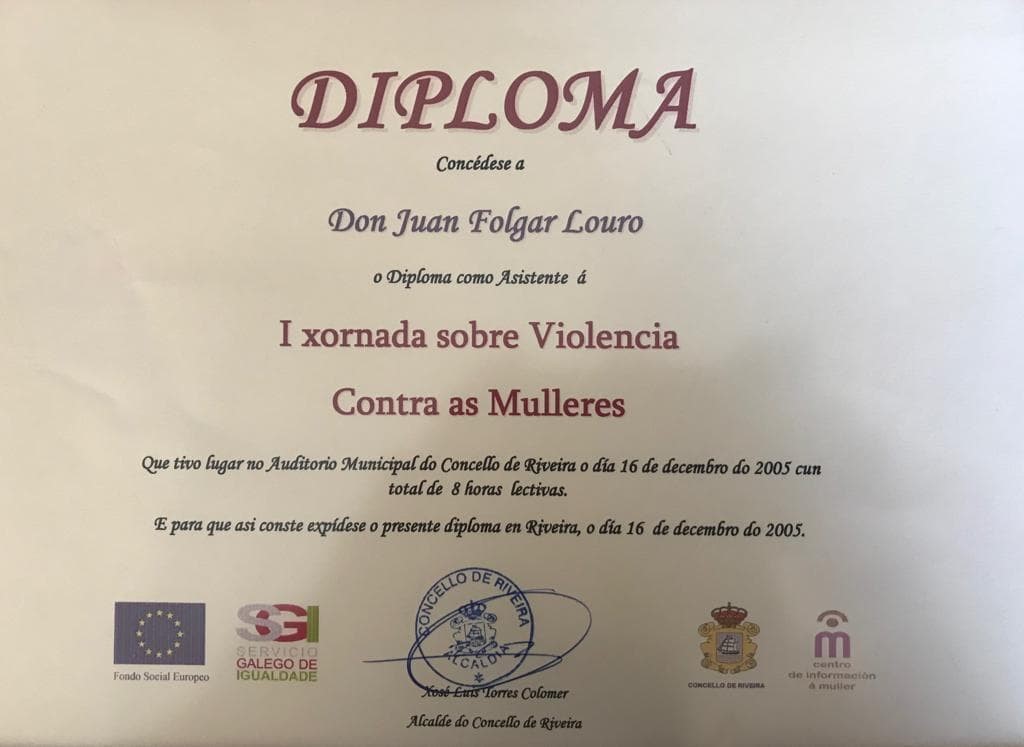 DIPLOMA
Concédese a
Don Juan Folgar Louro
o Diploma como Asistente á
I xornada sobre Violencia
Contra as Mulleres
Que tivo lugar no Auditorio Municipal do Concello de Riveira o día 16 de decembro do 2005 cun
total de 8 horas lectivas.
E para que asi conste expídese o presente diploma en Riveira, o día 16 de decembro do 2005.
CONCELLO DE RIVEIRA
ALCALDIA
Fondo Social Europeo
SGI
SERVICIO
GALEGO DE
IGUALDADE
Xosé Luis Torres Colomer
Alcalde do Concello de Riveira
CONCELLO DE RIVEIRA
m
centro
de información
á muller